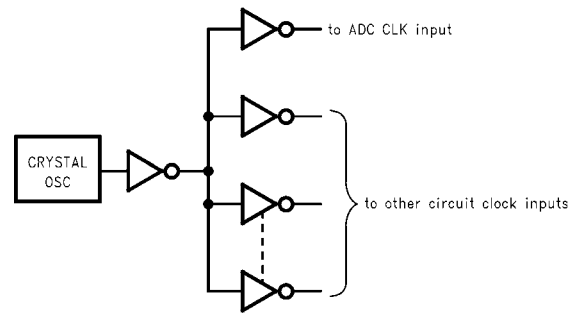 to ADC CLK input
CRYSTAL
OSC
to other circuit clock inputs